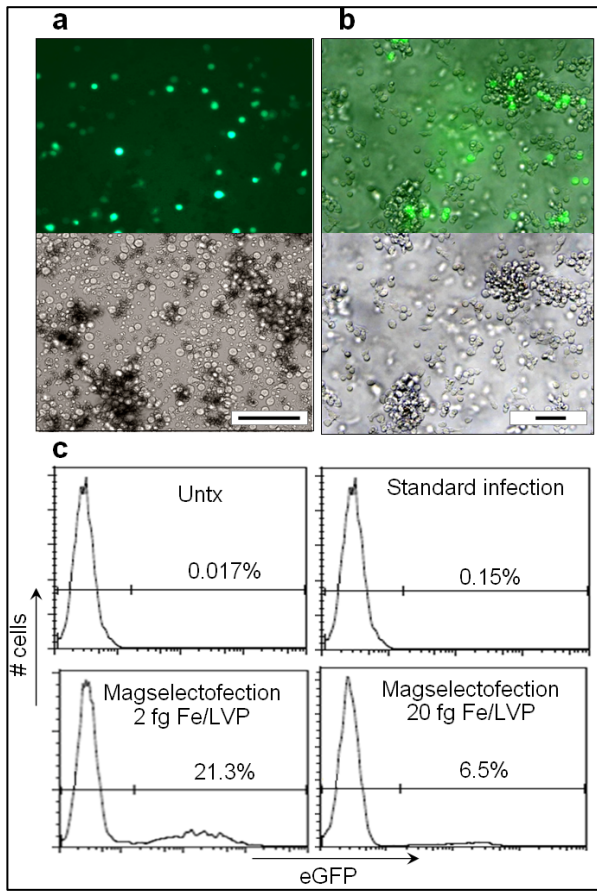 a
b
c
Untx
0.017%
Standard infection
0.15%
Magselectofection
2 fg Fe/LVP
21.3%
Magselectofection
20 fg Fe/LVP
6.5%
# cells
eGFP